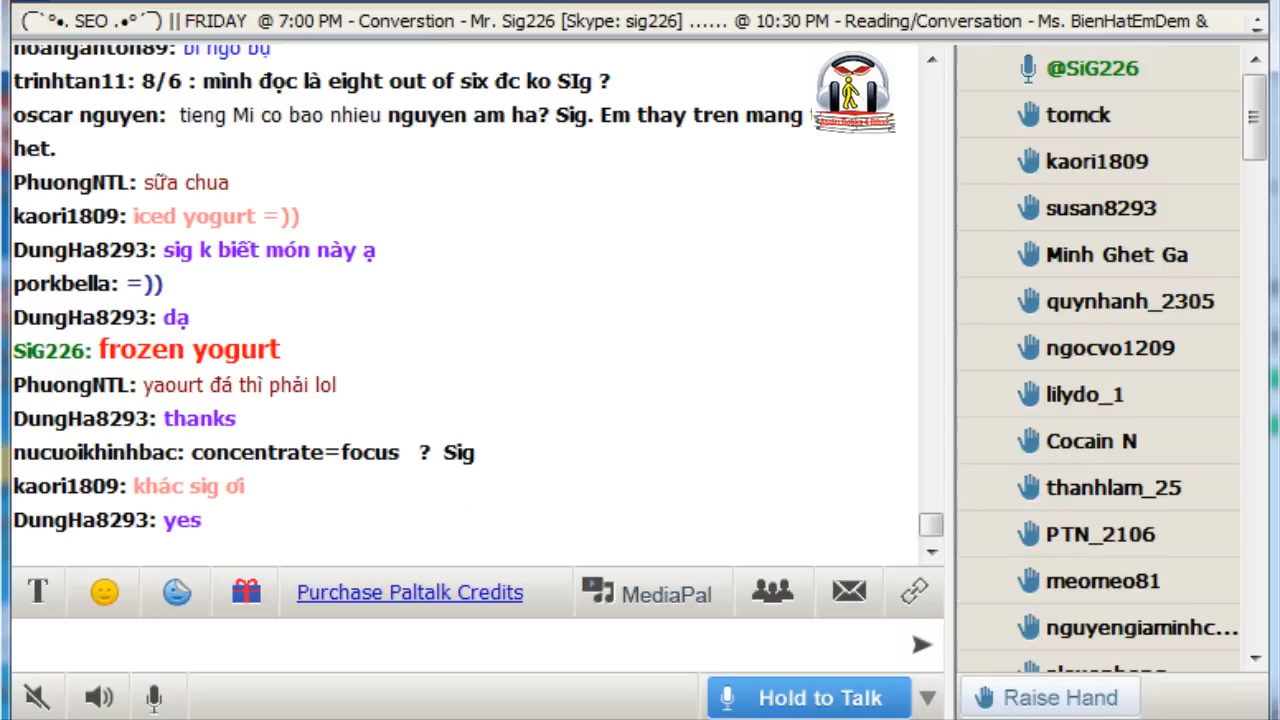 (¯`°•. SEO .•°´¯) || FRIDAY @ 7:00 PM - Converstion - Mr. Sig226 [Skype: sig226] ...... @ 10:30 PM - Reading/Conversation - Ms. BienHatEmDem &
hoanganton89: bí ngô bự
trinhtan11: 8/6 : mình đọc là eight out of six đc ko SIg ?
oscar nguyen: tieng Mi co bao nhieu nguyen am ha? Sig. Em thay tren mang
het.
PhuongNTL: sữa chua
kaori1809: iced yogurt =))
DungHa8293: sig k biết món này ạ
porkbella: =))
DungHa8293: dạ
SiG226: frozen yogurt
PhuongNTL: yaourt đá thì phải lol
DungHa8293: thanks
nucuoikhinhbac: concentrate=focus ? Sig
kaori1809: khác sig ơi
DungHa8293: yes
T
Purchase Paltalk Credits
MediaPal
Hold to Talk
@SiG226
tomck
kaori1809
susan8293
Minh Ghet Ga
quynhanh_2305
ngocvo1209
lilydo_1
Cocain N
thanhlam_25
PTN_2106
meomeo81
nguyengiaminhc...
Raise Hand